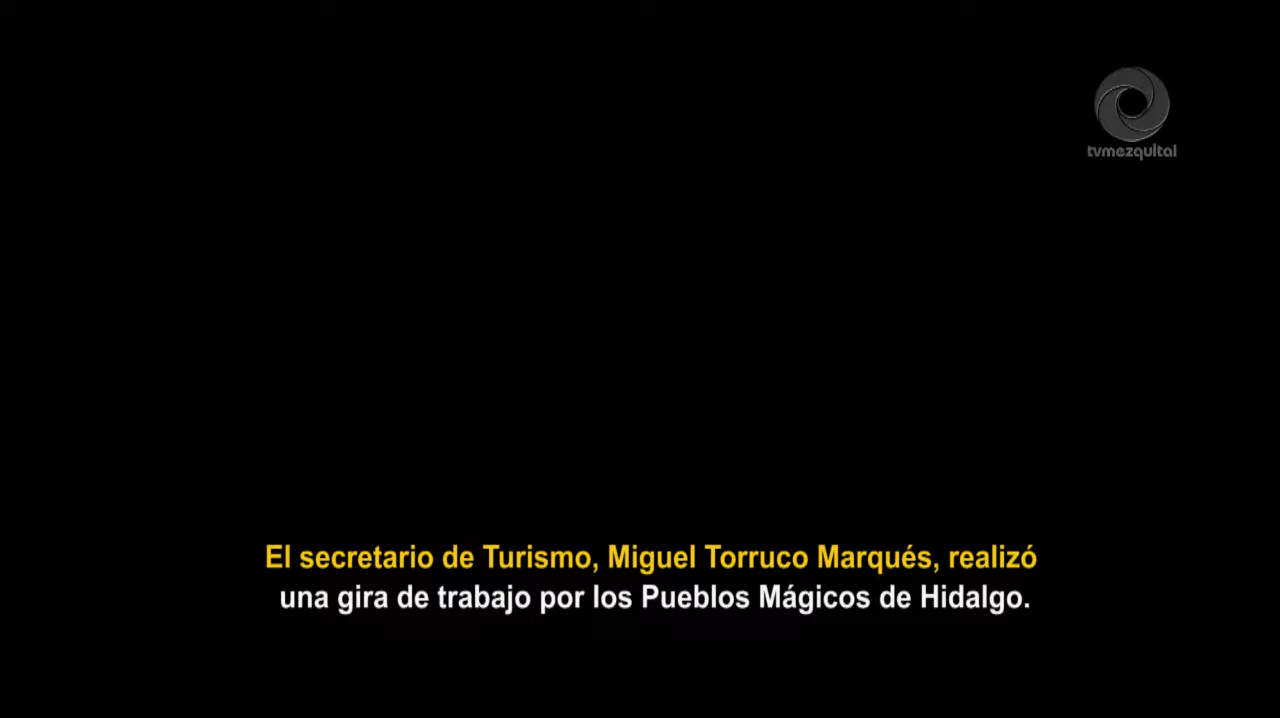 tvmezquital
El secretario de Turismo, Miguel Torruco Marqués, realizó
una gira de trabajo por los Pueblos Mágicos de Hidalgo.